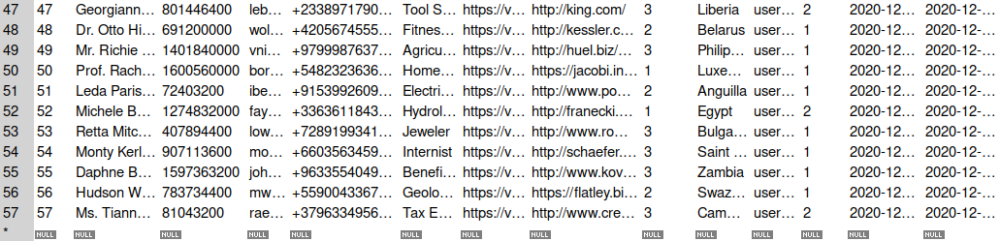 47 47 Georgiann... 801446400 leb... +2338971790... Tool S... https://v... http://king.com/ 3 Liberia user... 2 2020-12... 2020-12-...
48 48 Dr. Otto Hi... 691200000 wol... +4205674555... Fitnes... https://v... http://kessler.c... 2 Belarus user... 1 2020-12... 2020-12-...
49 49 Mr. Richie ... 1401840000 vni... +9799987637... Agricu... https://v... http://huel.biz/... 3 Philip... user... 1 2020-12... 2020-12-...
50 50 Prof. Rach... 1600560000 bor... +5482323636... Home... https://v... https://jacobi.in... 1 Luxe... user... 1 2020-12... 2020-12-...
51 51 Leda Paris... 72403200 ibe... +9153992609... Electri... https://v... http://www.po... 2 Anguilla user... 1 2020-12... 2020-12-...
52 52 Michele B... 1274832000 fay... +3363611843... Hydrol... https://v... http://franecki.... 1 Egypt user... 2 2020-12... 2020-12-...
53 53 Retta Mitc... 407894400 low... +7289199341... Jeweler https://v... http://www.ro... 3 Bulga... user... 1 2020-12... 2020-12-...
54 54 Monty Kerl... 907113600 mo... +6603563459... Internist https://v... http://schaefer.... 3 Saint ... user... 1 2020-12... 2020-12-...
55 55 Daphne B... 1597363200 joh... +9633554049... Benefi... https://v... http://www.kov... 3 Zambia user... 1 2020-12... 2020-12-...
56 56 Hudson W... 783734400 mw... +5590043367... Geolo... https://v... https://flatley.bi... 2 Swaz... user... 1 2020-12... 2020-12-...
57 57 Ms. Tiann... 81043200 rae... +3796334956... Tax E... https://v... http://www.cre... 3 Cam... user... 2 2020-12... 2020-12-...
* NULL NULL NULL NULL NULL NULL NULL NULL NULL NULL NULL NULL NULL NULL